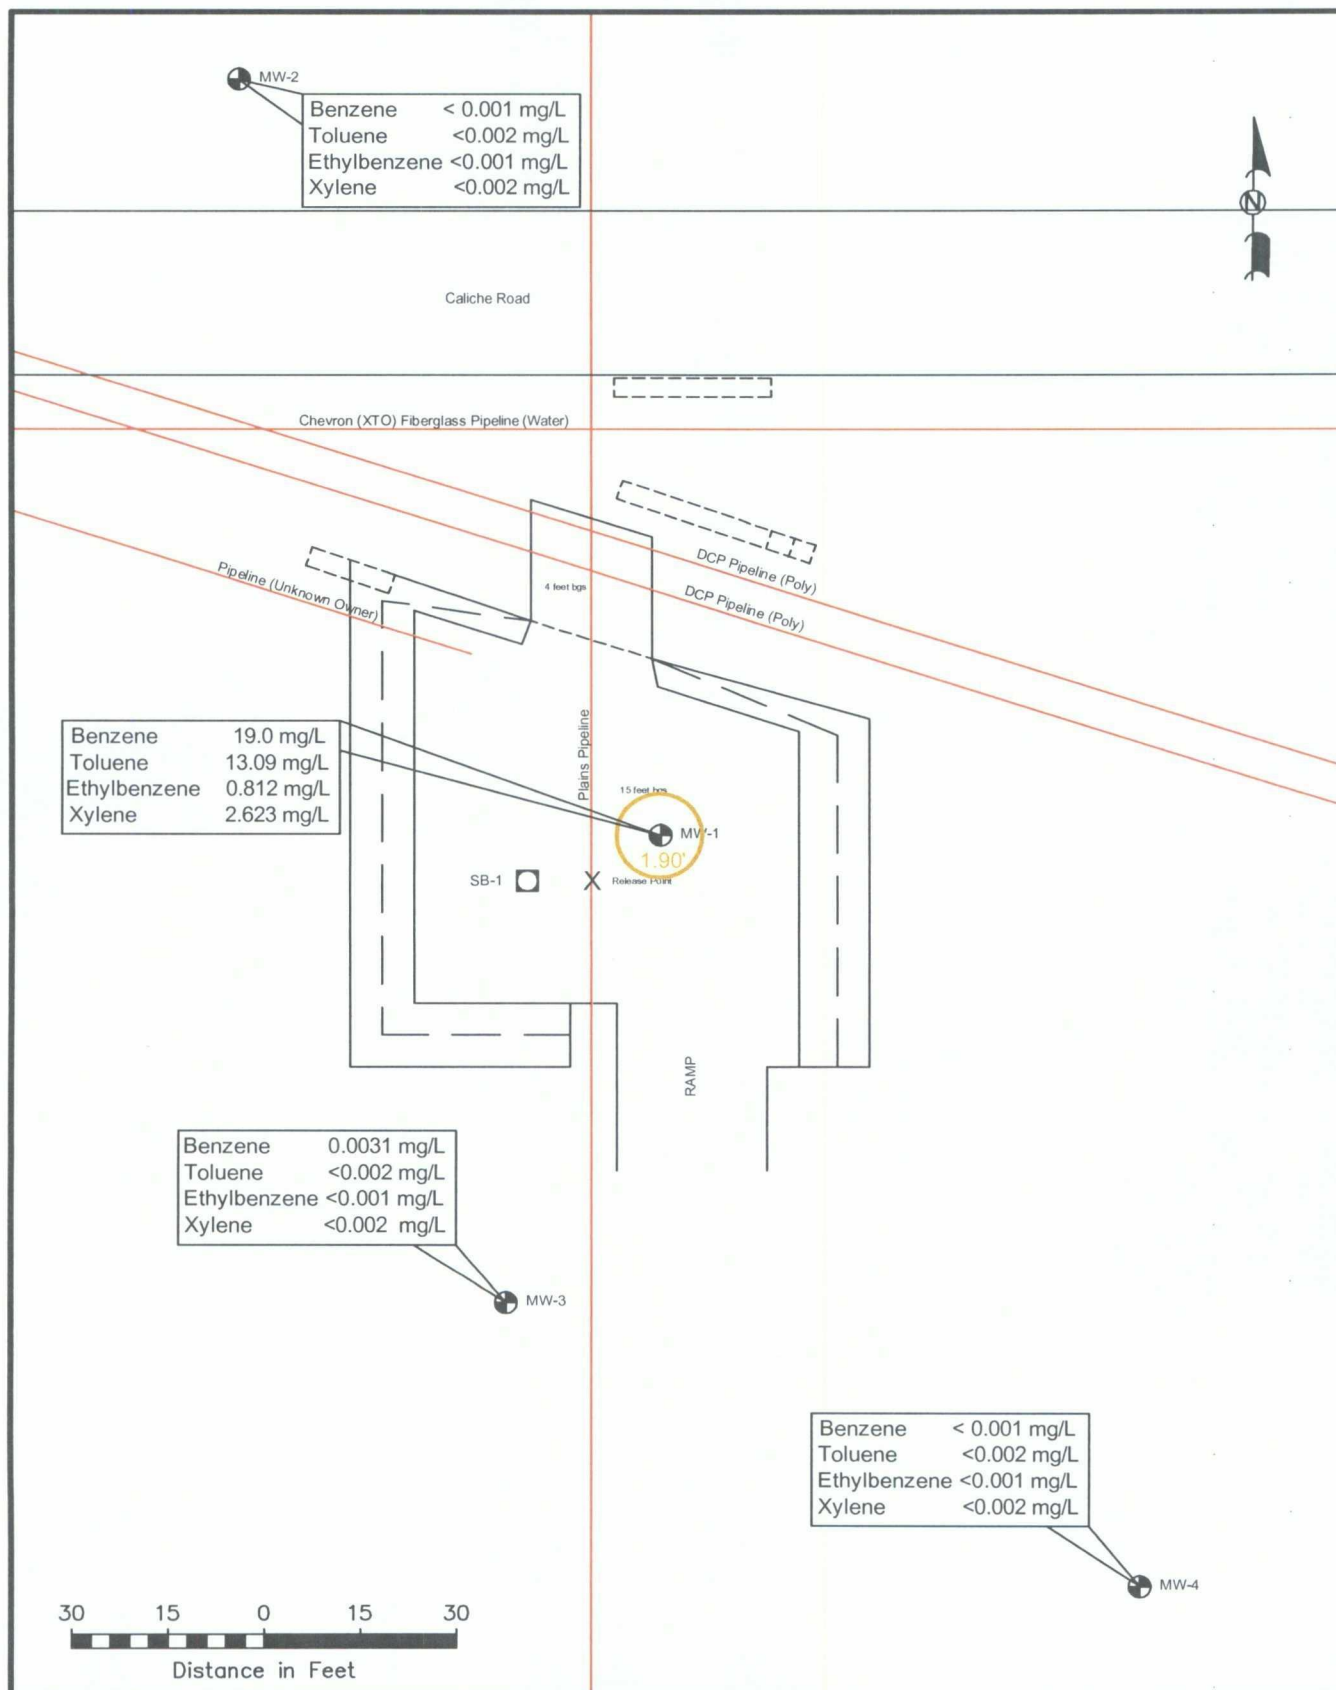 MW-2
Benzene < 0.001 mg/L
Toluene <0.002 mg/L
Ethylbenzene <0.001 mg/L
Xylene <0.002 mg/L
N
Caliche Road
Chevron (XTO) Fiberglass Pipeline (Water)
DCP Pipeline (Poly)
Pipeline (Unknown Owner)
4 feet bgs
DCP Pipeline (Poly)
Benzene 19.0 mg/L
Toluene 13.09 mg/L
Ethylbenzene 0.812 mg/L
Xylene 2.623 mg/L
Plains Pipeline
15 feet bgs
MW-1
1.90'
SB-1
X Release Point
RAMP
Benzene 0.0031 mg/L
Toluene <0.002 mg/L
Ethylbenzene <0.001 mg/L
Xylene <0.002 mg/L
MW-3
Benzene < 0.001 mg/L
Toluene <0.002 mg/L
Ethylbenzene <0.001 mg/L
Xylene <0.002 mg/L
MW-4
30 15 0 15 30
Distance in Feet